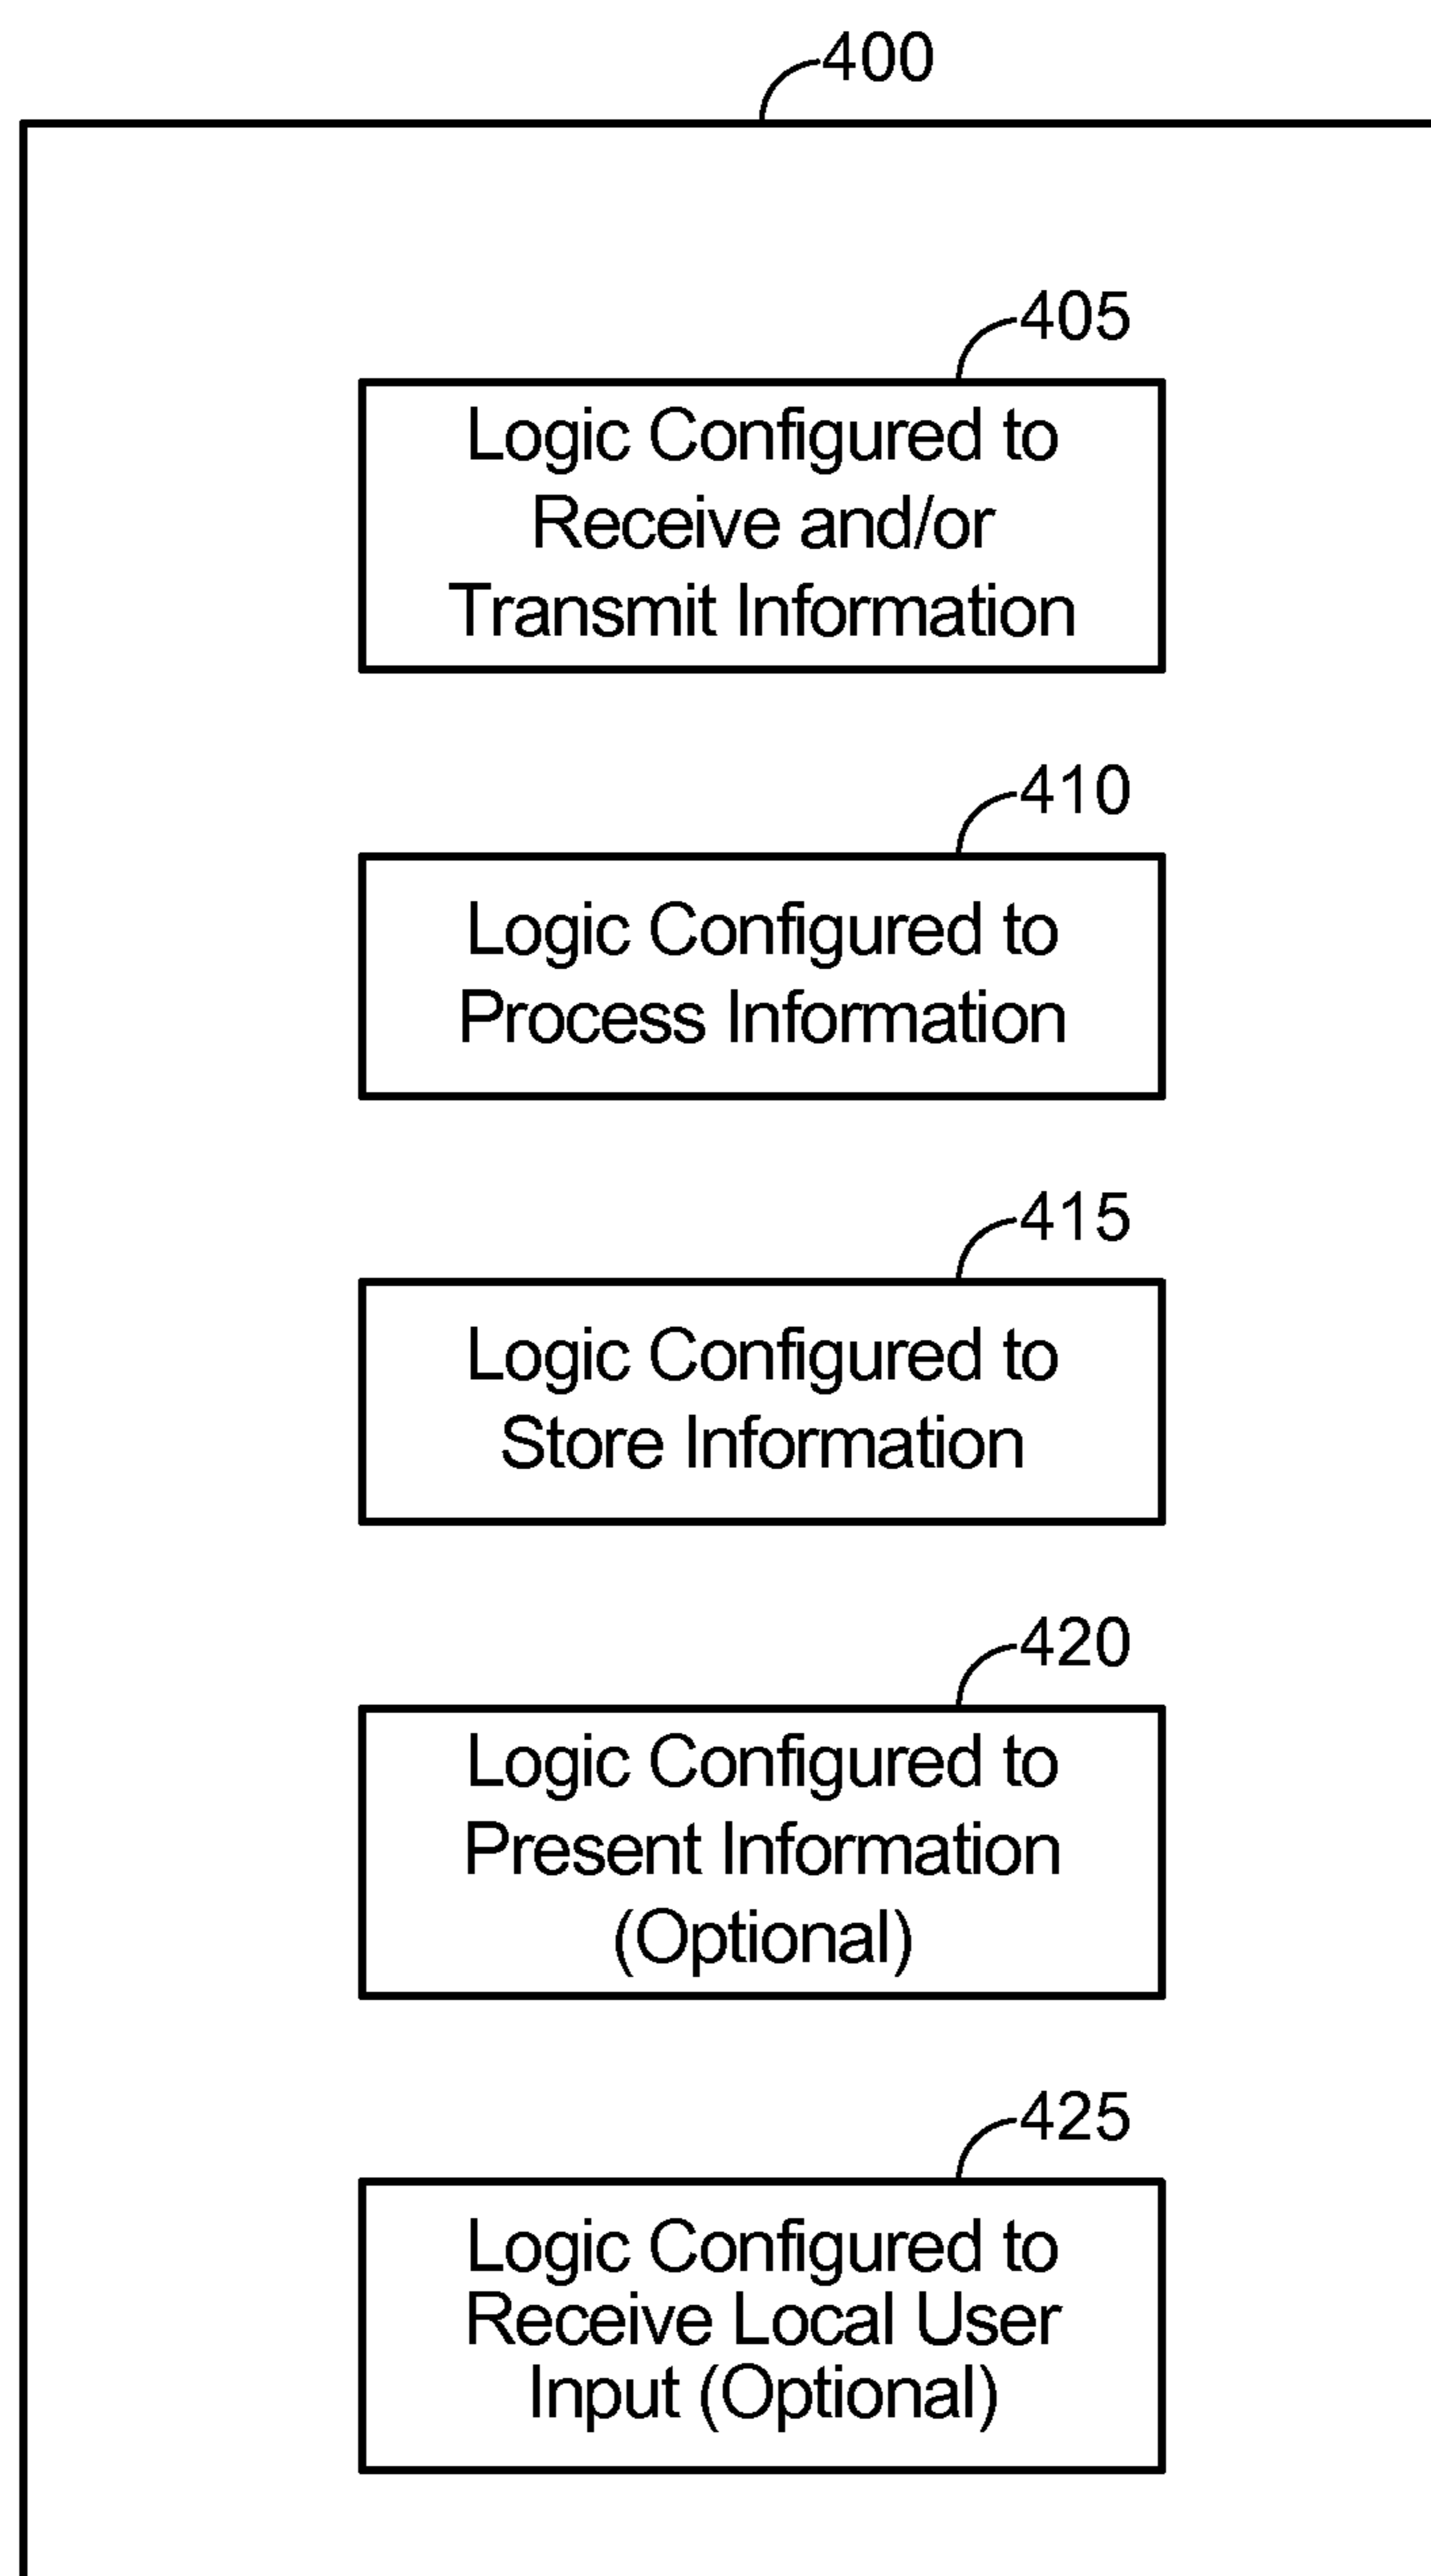 400
405
Logic Configured to
Receive and/or
Transmit Information
410
Logic Configured to
Process Information
415
Logic Configured to
Store Information
420
Logic Configured to
Present Information
(Optional)
425
Logic Configured to
Receive Local User
Input (Optional)